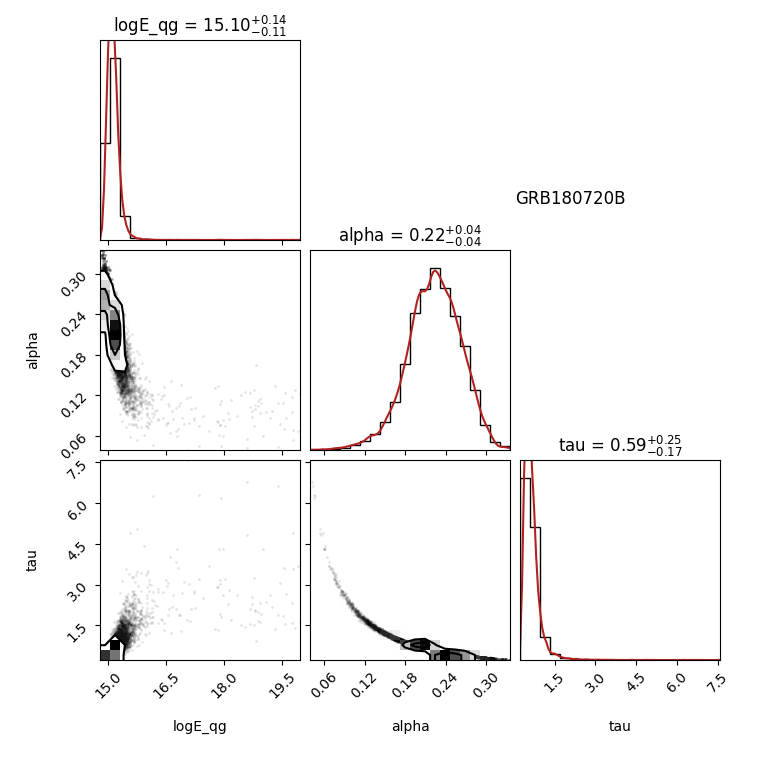 logE_qg = 15.10+0.14−0.11
GRB180720B
alpha = 0.22+0.04−0.04
alpha
0.30
0.24
0.18
0.12
0.06
tau = 0.59+0.25−0.17
tau
7.5
6.0
4.5
3.0
1.5
15.0 16.5 18.0 19.5 0.06 0.12 0.18 0.24 0.30 1.5 3.0 4.5 6.0 7.5
logE_qg alpha tau